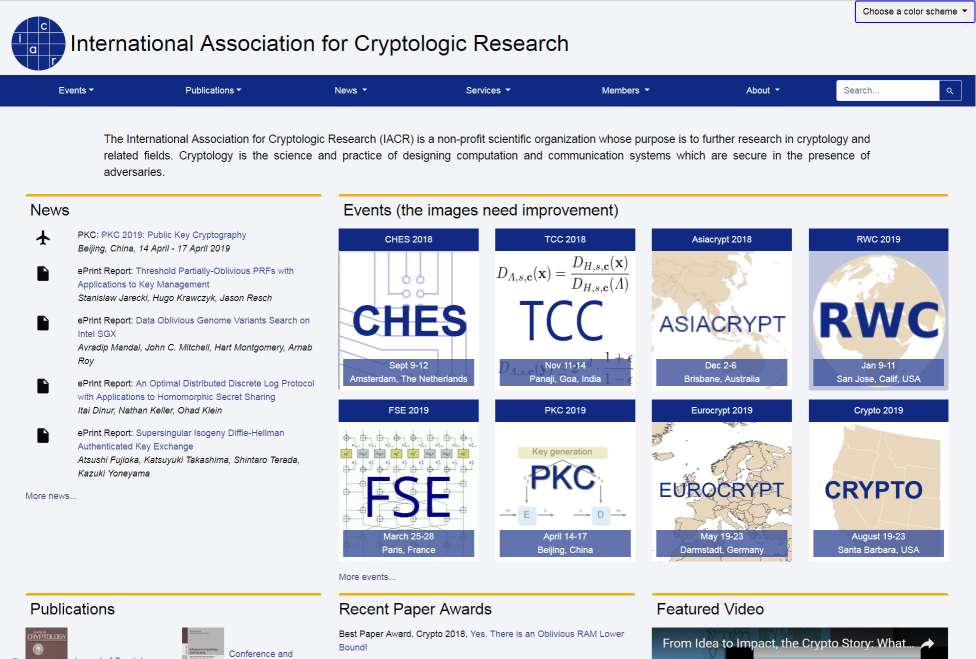 Choose a color scheme
c
i
a
r
International Association for Cryptologic Research
Events
Publications
News
Services
Members
About
Search...
The International Association for Cryptologic Research (IACR) is a non-profit scientific organization whose purpose is to further research in cryptology and
related fields. Cryptology is the science and practice of designing computation and communication systems which are secure in the presence of
adversaries.
News
PKC: PKC 2019: Public Key Cryptography
Beijing, China, 14 April - 17 April 2019
ePrint Report: Threshold Partially-Oblivious PRFs with
Applications to Key Management
Stanislaw Jarecki, Hugo Krawczyk, Jason Resch
ePrint Report: Data Oblivious Genome Variants Search on
Intel SGX
Avradip Mandal, John C. Mitchell, Hart Montgomery, Arnab
Roy
ePrint Report: An Optimal Distributed Discrete Log Protocol
with Applications to Homomorphic Secret Sharing
Itai Dinur, Nathan Keller, Ohad Klein
ePrint Report: Supersingular Isogeny Diffie-Hellman
Authenticated Key Exchange
Atsushi Fujioka, Katsuyuki Takashima, Shintaro Terada,
Kazuki Yoneyama
More news...
Events (the images need improvement)
CHES 2018
CHES
Sept 9-12
Amsterdam, The Netherlands
TCC 2018
D_{Λ,s,c}(x) = D_{H,s,c}(x) / D_{H,s,c}(Λ)
TCC
Nov 11-14
Panaji, Goa, India
Asiacrypt 2018
ASIACRYPT
Dec 2-6
Brisbane, Australia
RWC 2019
RWC
Jan 9-11
San Jose, Calif, USA
FSE 2019
FSE
March 25-28
Paris, France
PKC 2019
Key generation
PKC
E
D
April 14-17
Beijing, China
Eurocrypt 2019
EUROCRYPT
May 19-23
Darmstadt, Germany
Crypto 2019
CRYPTO
August 19-23
Santa Barbara, USA
More events...
Publications
CRYPTOLOGY
Conference and
Recent Paper Awards
Best Paper Award, Crypto 2018, Yes, There is an Oblivious RAM Lower
Bound!
Featured Video
From Idea to Impact, the Crypto Story: What...